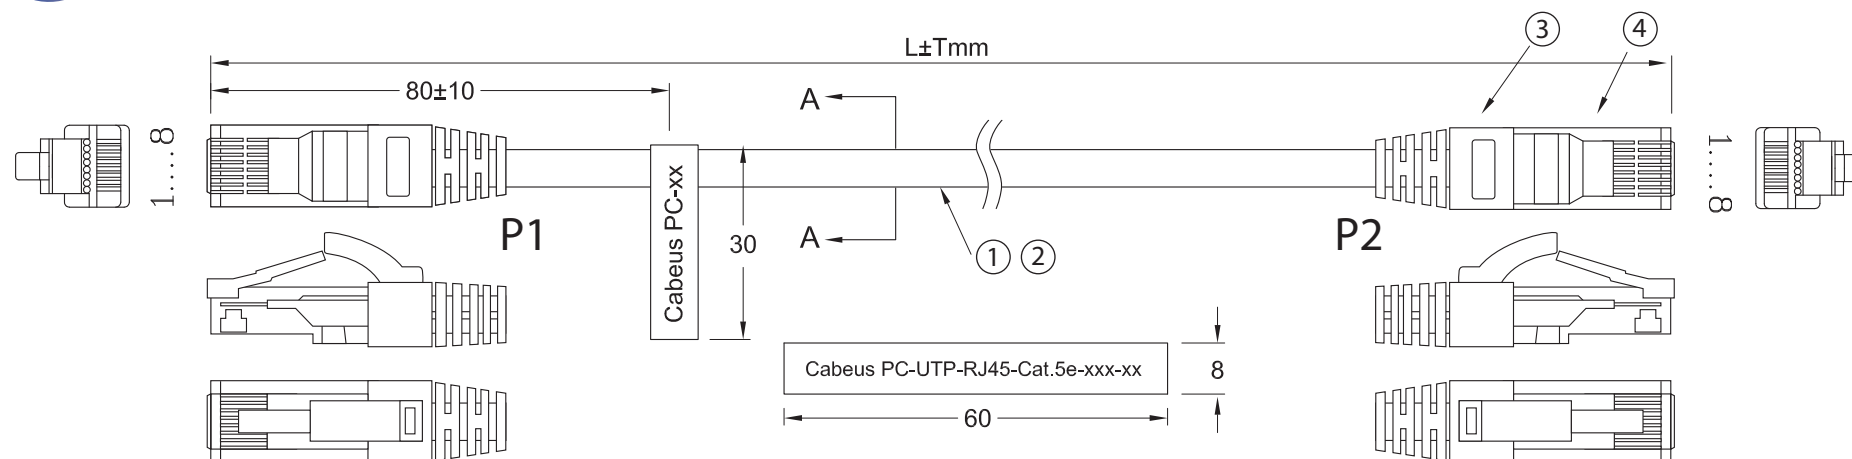 L±Tmm
③ ④
80±10
A
1....8
1....8
Cabeus PC-xx
P1
30
A
① ②
P2
Cabeus PC-UTP-RJ45-Cat.5e-xxx-xx
8
60